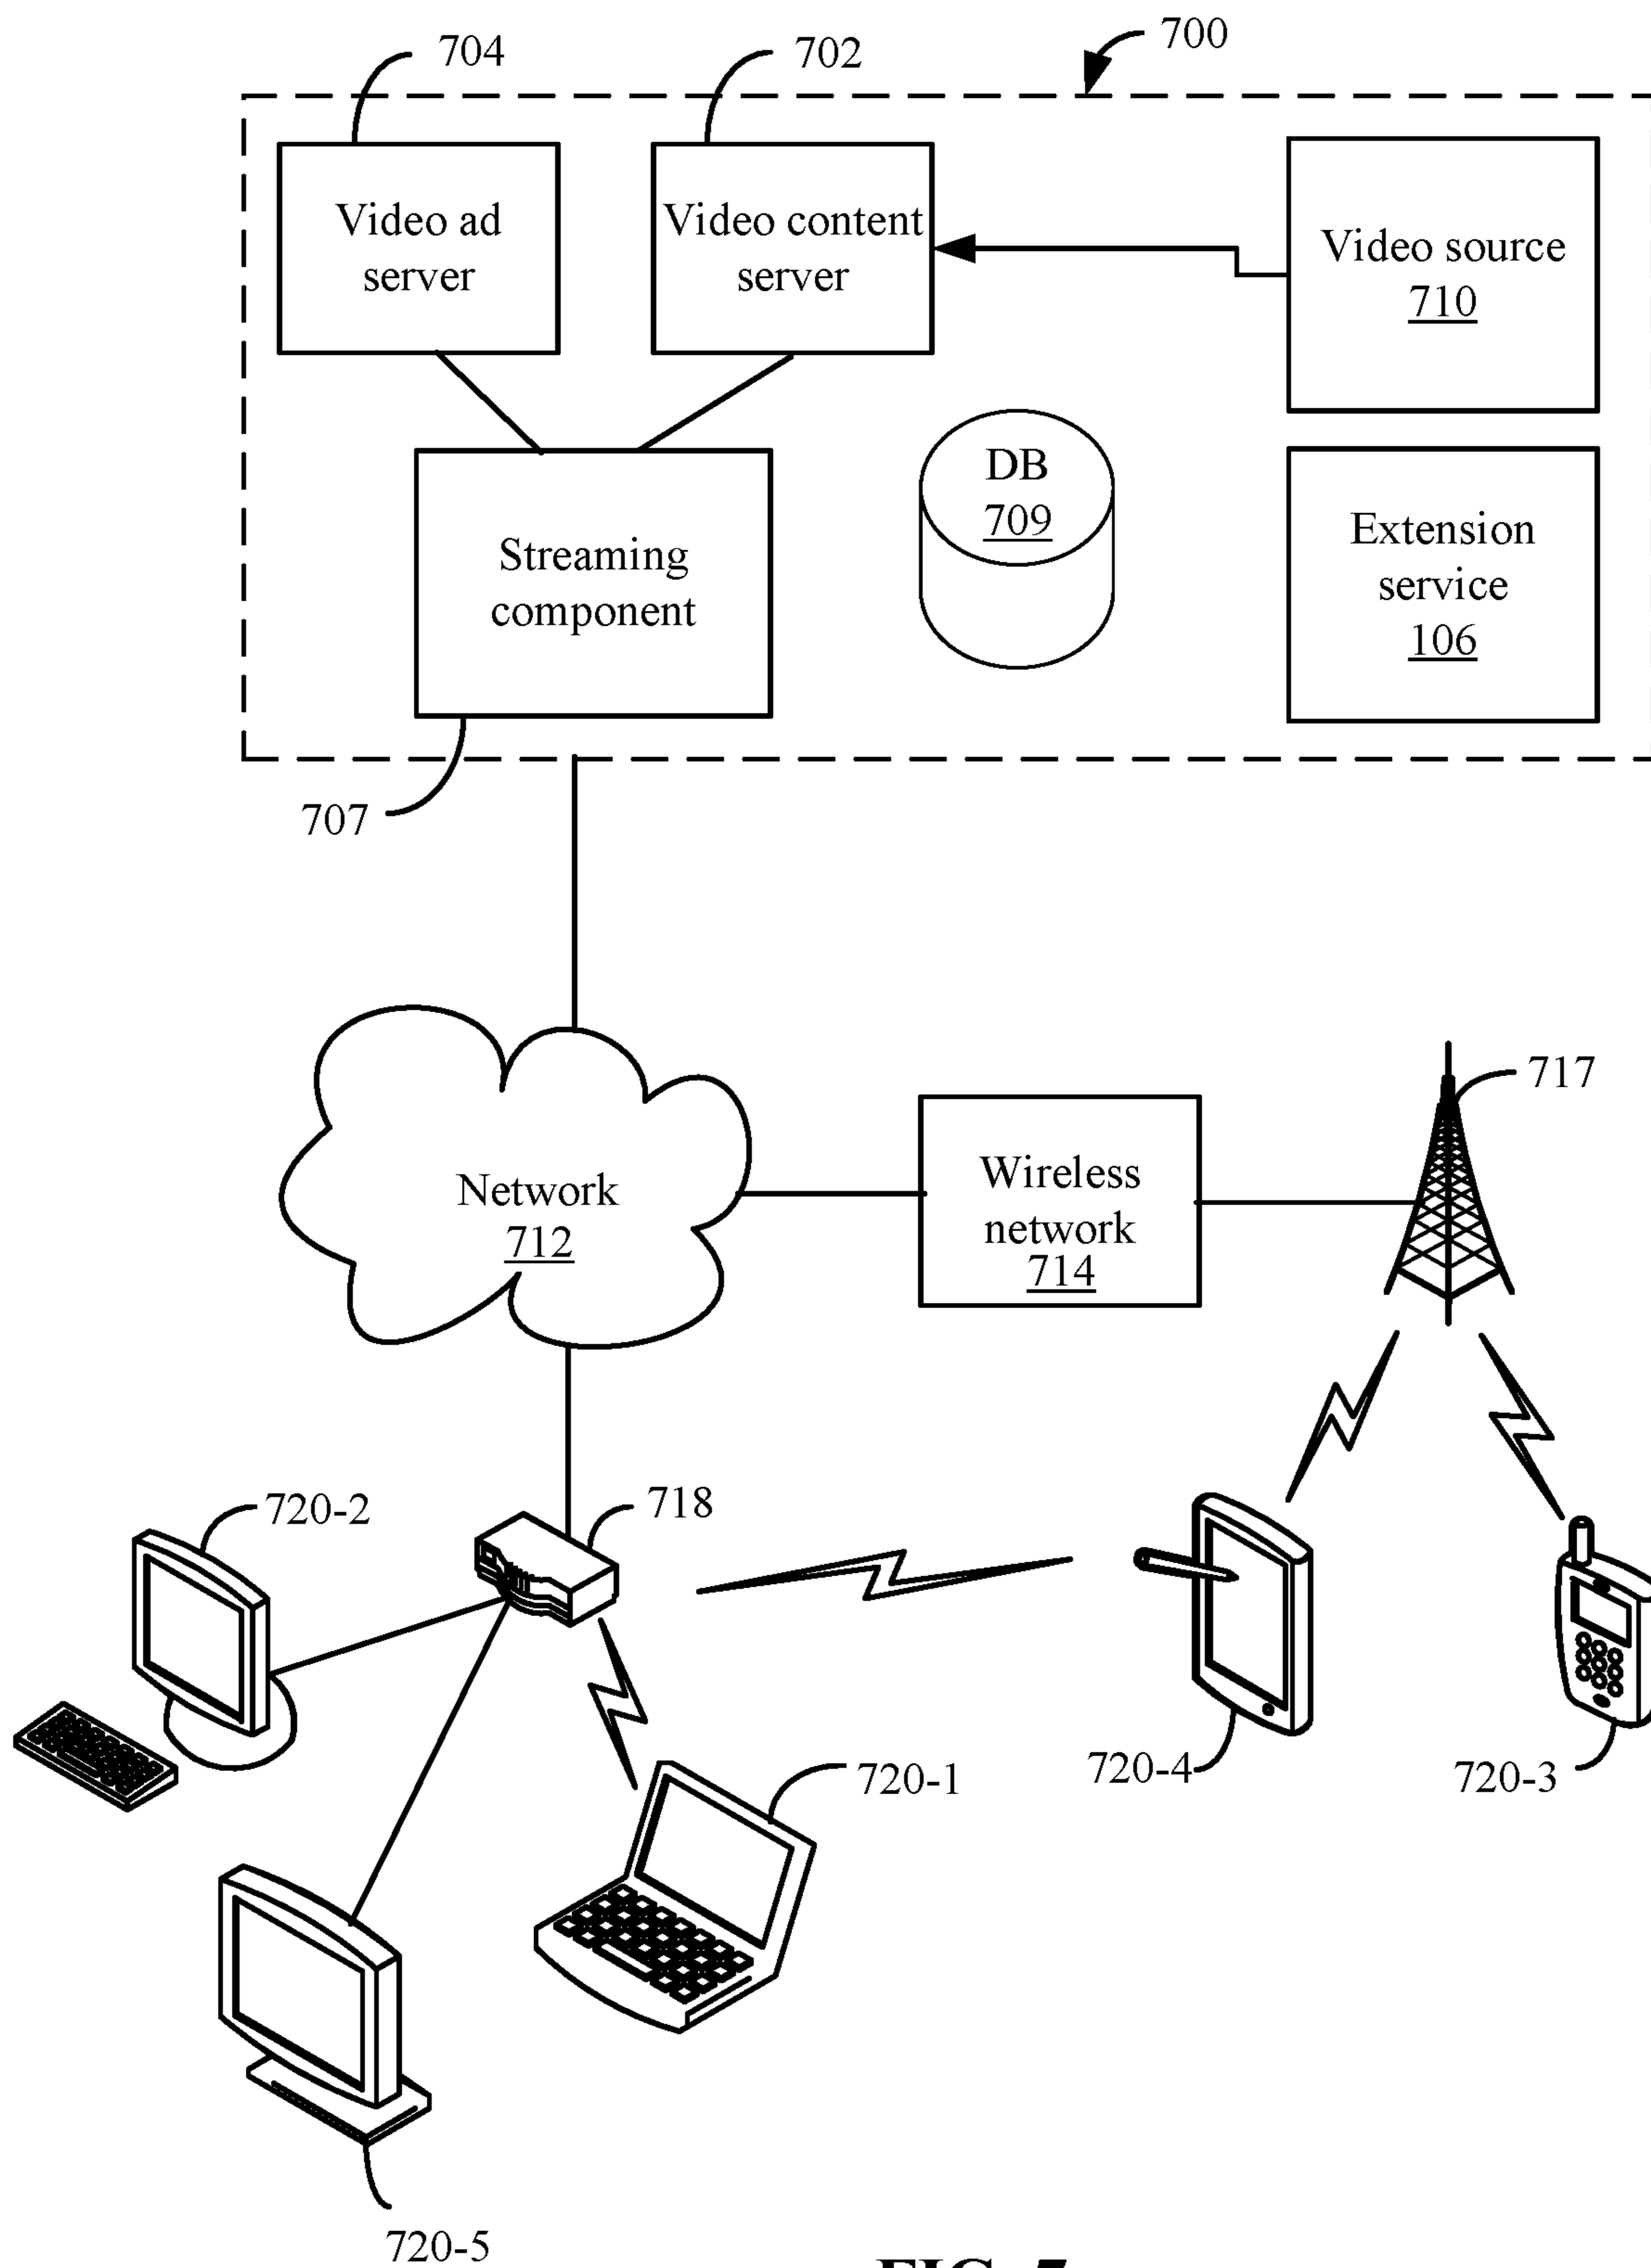 700
704
702
Video ad
server
Video content
server
Video source
710
DB
709
Extension
service
106
Streaming
component
707
717
Network
712
Wireless
network
714
720-2
718
720-1
720-4
720-3
720-5